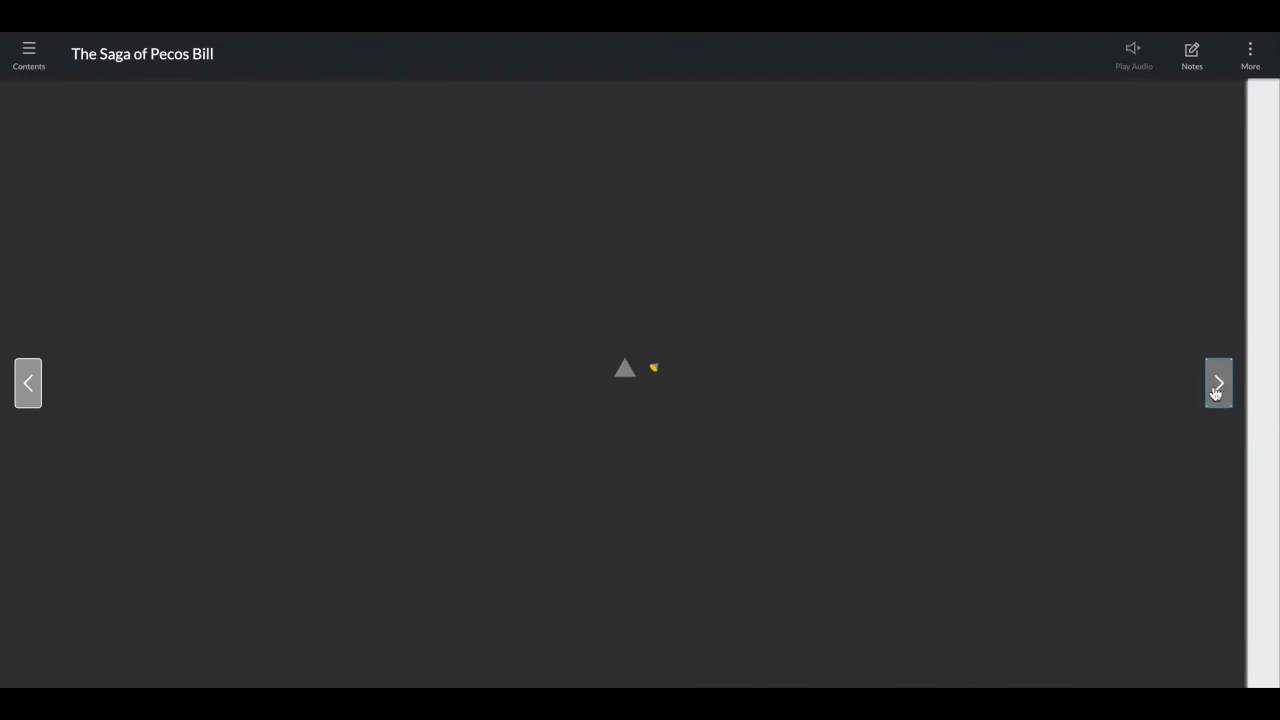 The Saga of Pecos Bill
Contents
Play Audio
Notes
More